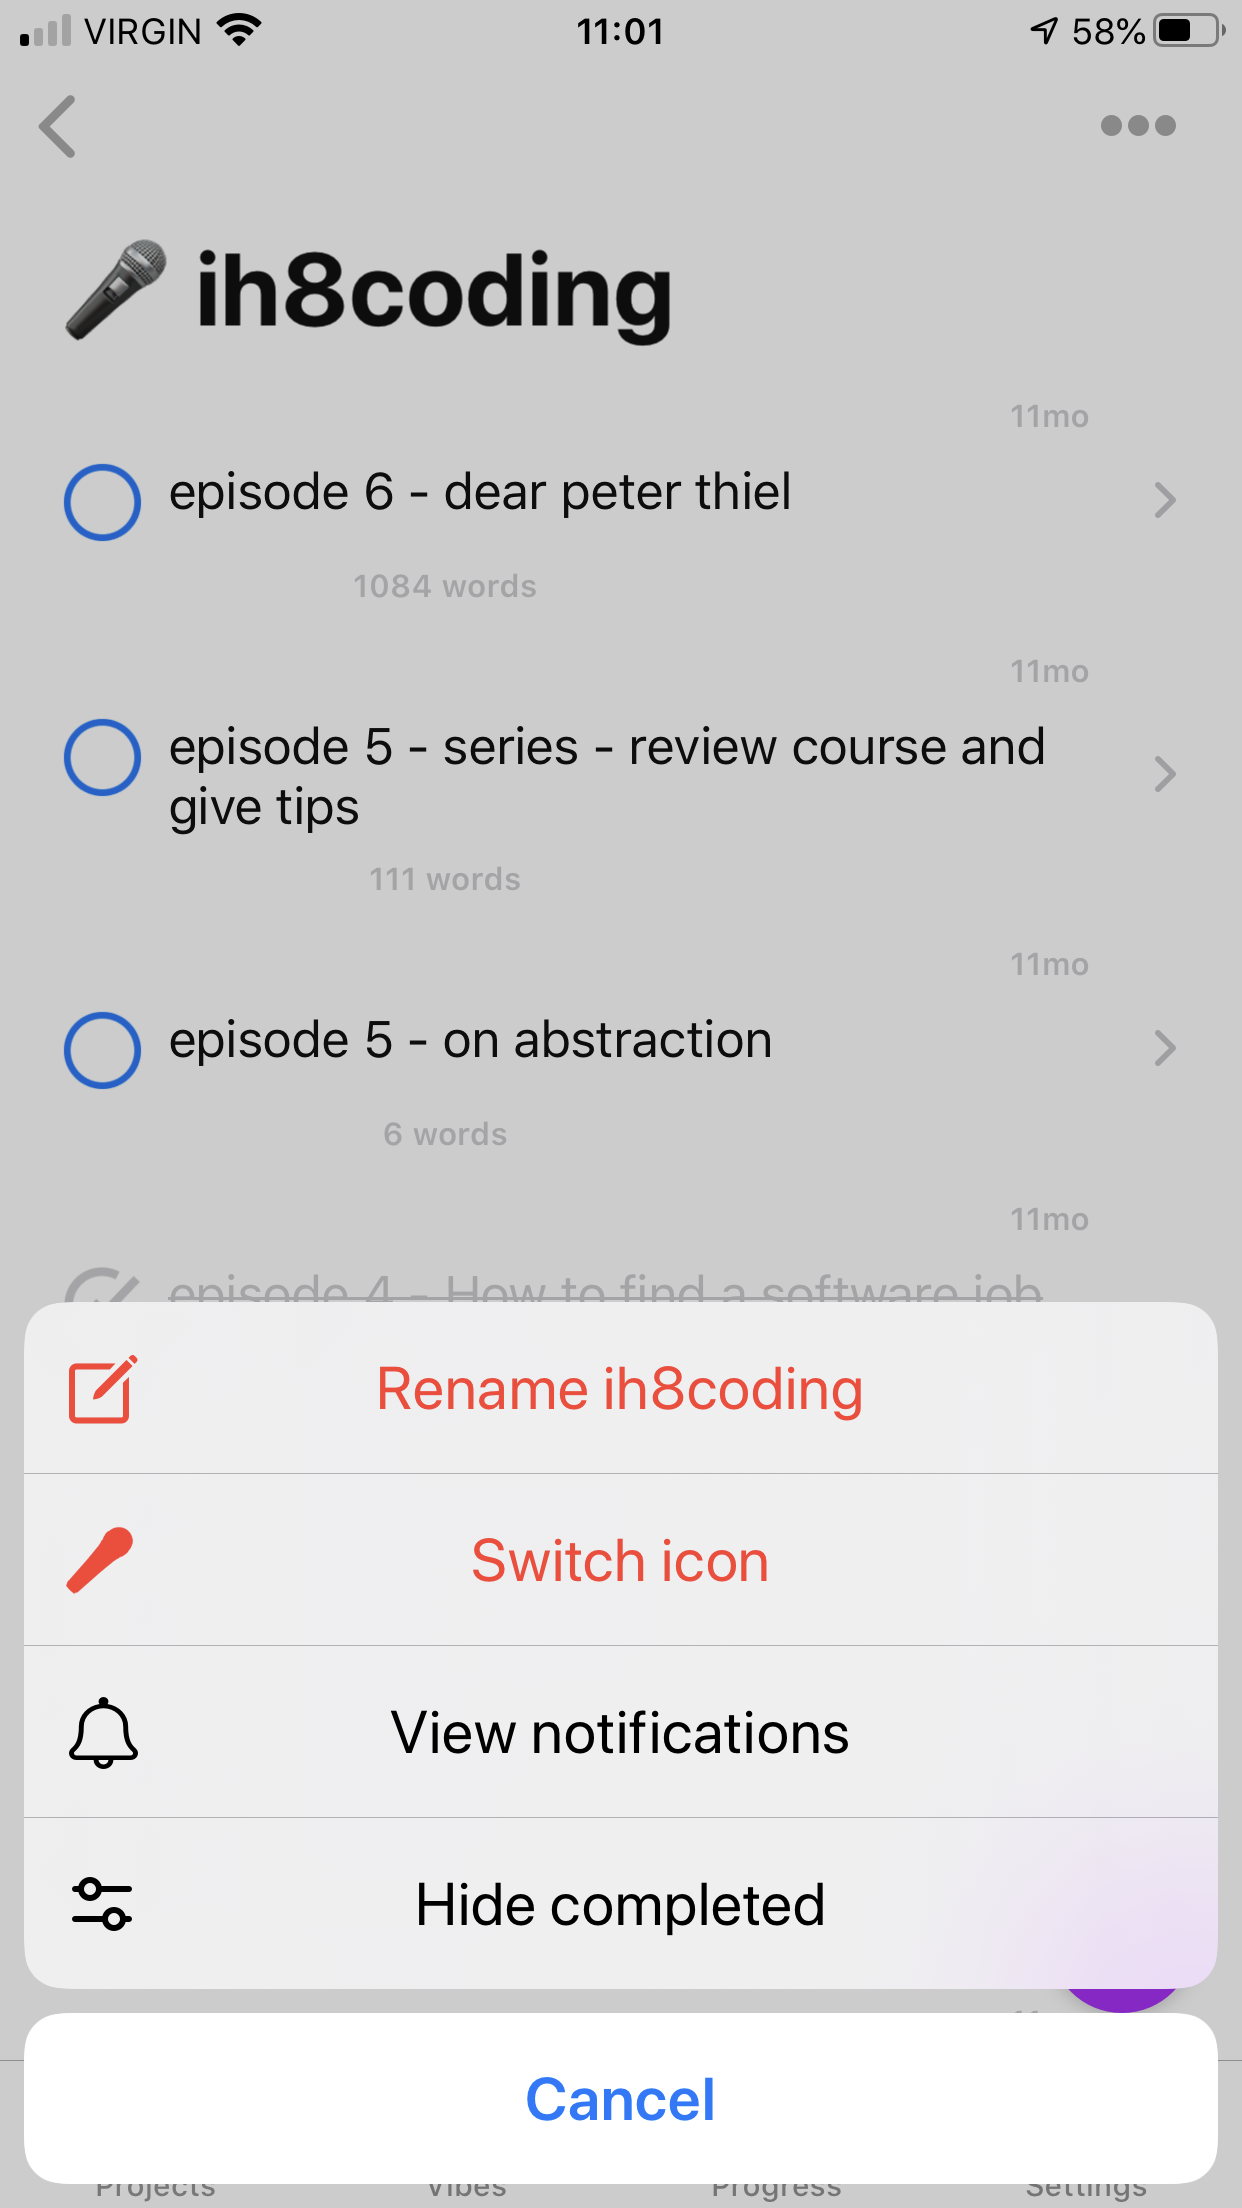 VIRGIN 11:01 58%
ih8coding
11mo
episode 6 - dear peter thiel
1084 words
11mo
episode 5 - series - review course and
give tips
111 words
11mo
episode 5 - on abstraction
6 words
11mo
episode 4 - How to find a software job
Rename ih8coding
Switch icon
View notifications
Hide completed
Cancel
Projects Vibes Progress Settings